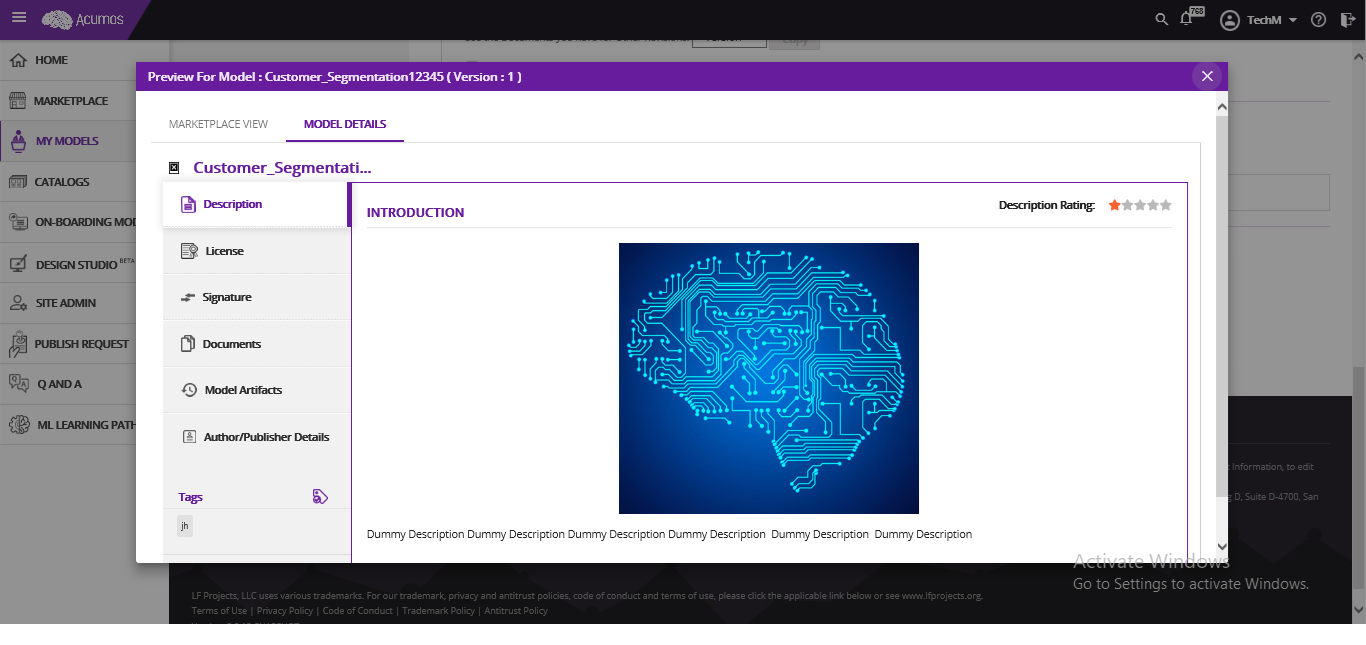 Acumos
768
TechM
HOME
MARKETPLACE
MY MODELS
CATALOGS
ON-BOARDING MOD
DESIGN STUDIO BETA
SITE ADMIN
PUBLISH REQUEST
Q AND A
ML LEARNING PATH
Preview For Model : Customer_Segmentation12345 ( Version : 1 )
MARKETPLACE VIEW
MODEL DETAILS
Customer_Segmentati...
Description
License
Signature
Documents
Model Artifacts
Author/Publisher Details
Tags
jh
INTRODUCTION
Description Rating:
Dummy Description Dummy Description Dummy Description Dummy Description Dummy Description Dummy Description
Information, to edit
D, Suite D-4700, San
Activate Windows
Go to Settings to activate Windows.
LF Projects, LLC uses various trademarks. For our trademark, privacy and antitrust policies, code of conduct and terms of use, please click the applicable link below or see www.lfprojects.org.
Terms of Use | Privacy Policy | Code of Conduct | Trademark Policy | Antitrust Policy